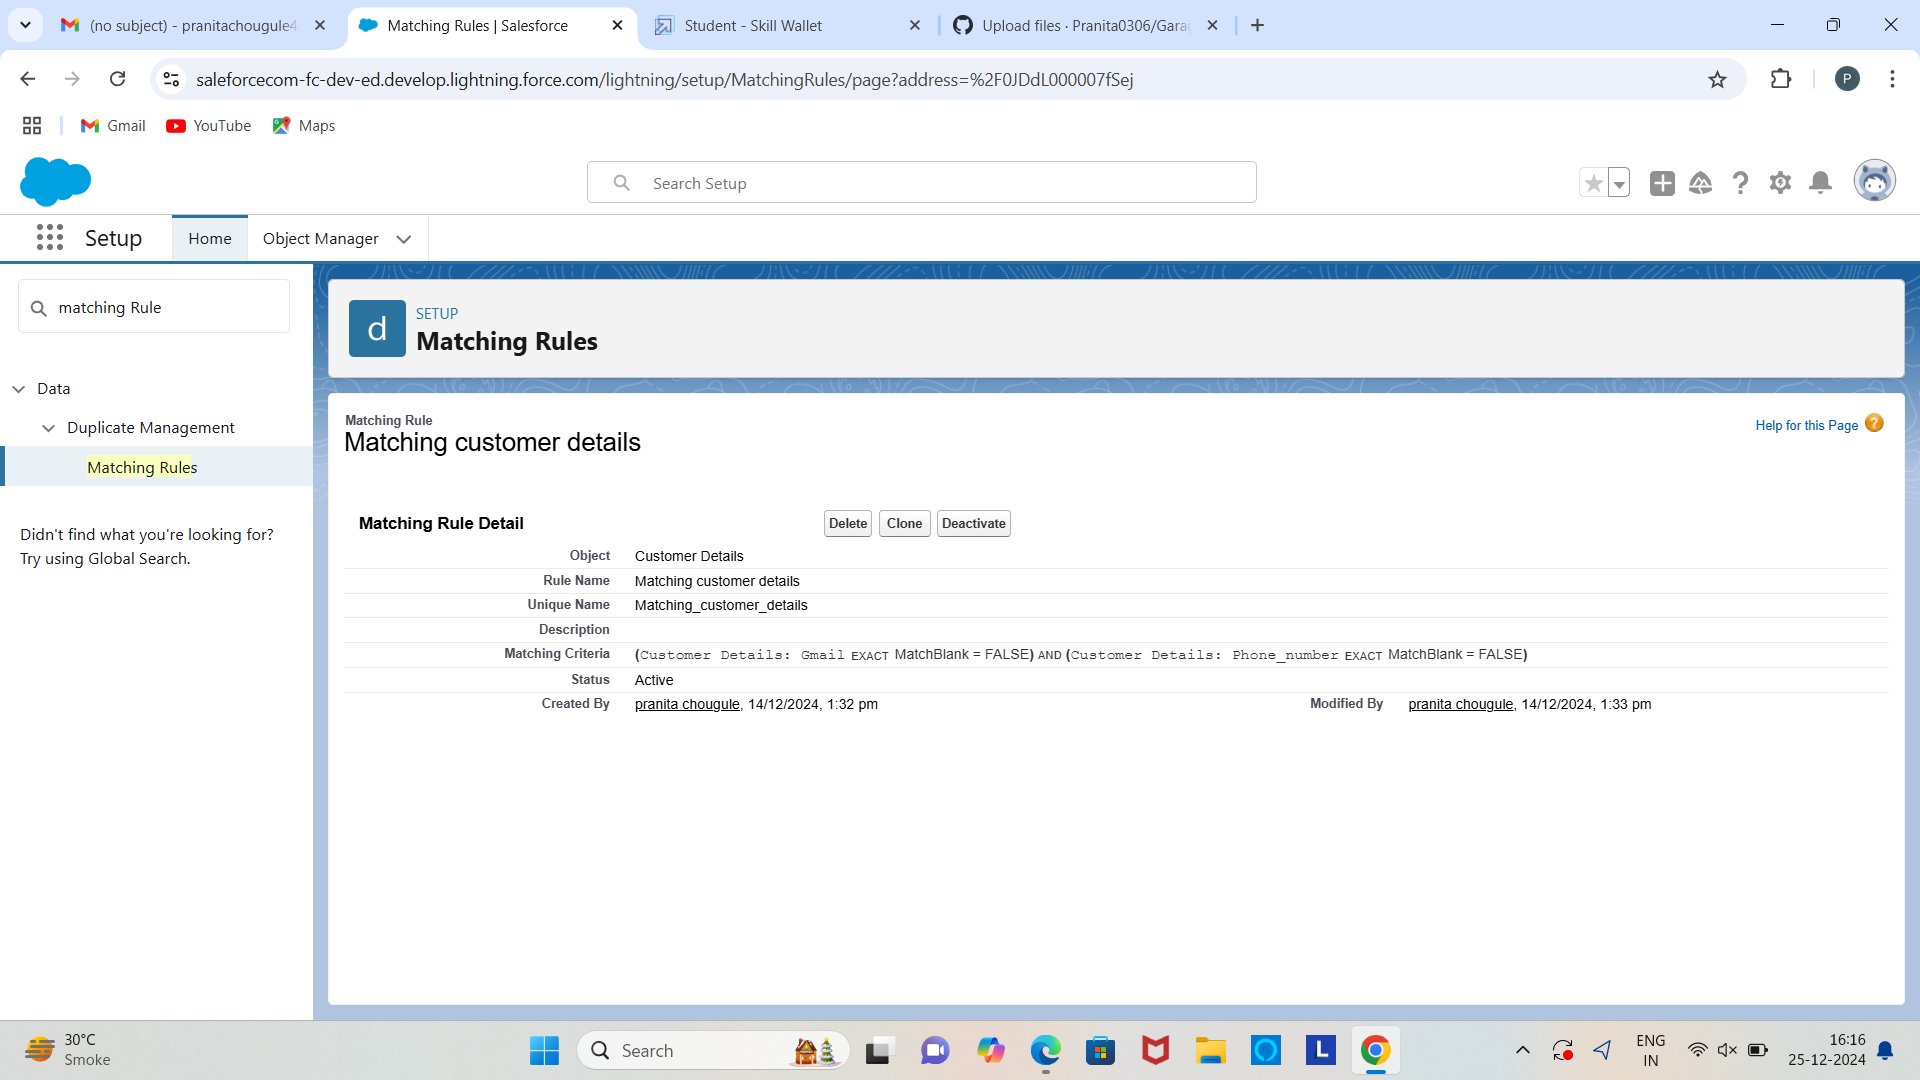 (no subject) - pranitachougule4
Matching Rules | Salesforce
Student - Skill Wallet
Upload files · Pranita0306/Garag
saleforcecom-fc-dev-ed.develop.lightning.force.com/lightning/setup/MatchingRules/page?address=%2F0JDdL000007fSej
P
Gmail
YouTube
Maps
Search Setup
Setup
Home
Object Manager
matching Rule
Data
Duplicate Management
Matching Rules
Didn't find what you're looking for?
Try using Global Search.
d
SETUP
Matching Rules
Matching Rule
Matching customer details
Help for this Page ?
Matching Rule Detail
Delete
Clone
Deactivate
Object Customer Details
Rule Name Matching customer details
Unique Name Matching_customer_details
Description
Matching Criteria (Customer Details: Gmail EXACT MatchBlank = FALSE) AND (Customer Details: Phone_number EXACT MatchBlank = FALSE)
Status Active
Created By pranita chougule, 14/12/2024, 1:32 pm Modified By pranita chougule, 14/12/2024, 1:33 pm
30°C
Smoke
Search
L
ENG
IN
16:16
25-12-2024